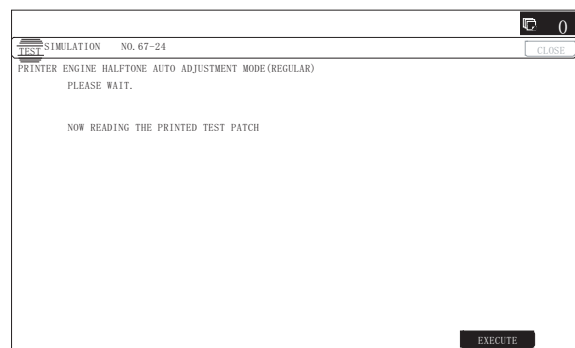 0
TEST SIMULATION NO.67-24
CLOSE
PRINTER ENGINE HALFTONE AUTO ADJUSTMENT MODE(REGULAR)
PLEASE WAIT.
NOW READING THE PRINTED TEST PATCH
EXECUTE